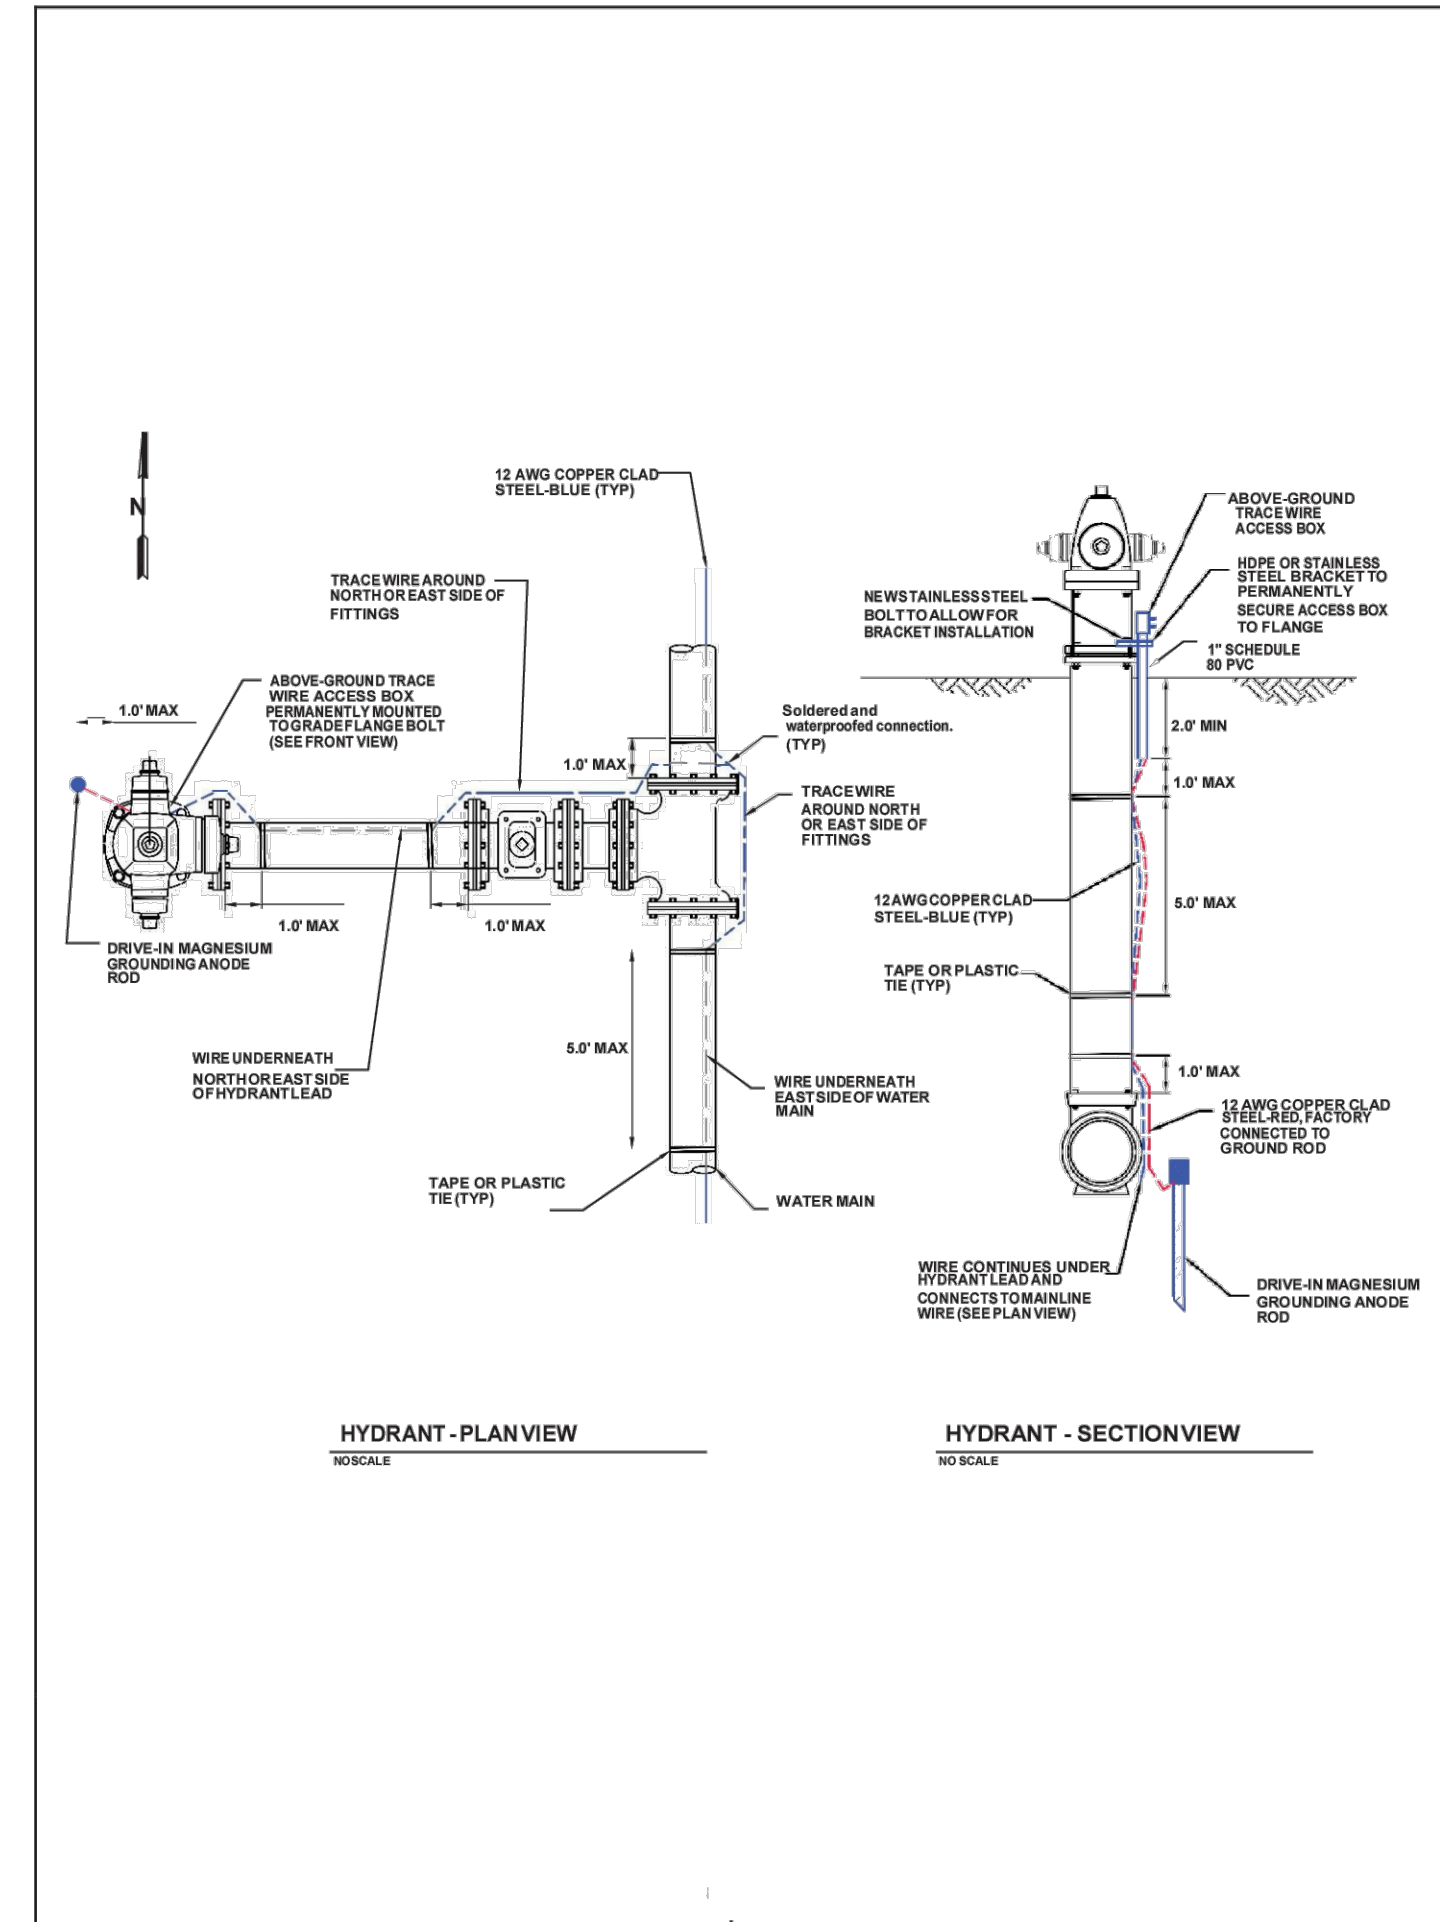 12 AWG COPPER CLAD
STEEL-BLUE (TYP)
N
TRACE WIRE AROUND
NORTH OR EAST SIDE OF
FITTINGS
ABOVE-GROUND TRACE
WIRE ACCESS BOX
PERMANENTLY MOUNTED
TO GRADE FLANGE BOLT
(SEE FRONT VIEW)
1.0' MAX
Soldered and
waterproofed connection.
(TYP)
1.0' MAX
TRACE WIRE
AROUND NORTH
OR EAST SIDE OF
FITTINGS
1.0' MAX
1.0' MAX
DRIVE-IN MAGNESIUM
GROUNDING ANODE
ROD
5.0' MAX
WIRE UNDERNEATH
NORTH OR EAST SIDE
OF HYDRANT LEAD
WIRE UNDERNEATH
EAST SIDE OF WATER
MAIN
TAPE OR PLASTIC
TIE (TYP)
WATER MAIN
HYDRANT - PLAN VIEW
NO SCALE
ABOVE-GROUND
TRACE WIRE
ACCESS BOX
HDPE OR STAINLESS
STEEL BRACKET TO
PERMANENTLY
SECURE ACCESS BOX
TO FLANGE
NEW STAINLESS STEEL
BOLT TO ALLOW FOR
BRACKET INSTALLATION
1" SCHEDULE
80 PVC
2.0' MIN
1.0' MAX
12 AWG COPPER CLAD
STEEL-BLUE (TYP)
5.0' MAX
TAPE OR PLASTIC
TIE (TYP)
1.0' MAX
12 AWG COPPER CLAD
STEEL-RED, FACTORY
CONNECTED TO
GROUND ROD
WIRE CONTINUES UNDER
HYDRANT LEAD AND
CONNECTS TO MAINLINE
WIRE (SEE PLAN VIEW)
DRIVE-IN MAGNESIUM
GROUNDING ANODE
ROD
HYDRANT - SECTION VIEW
NO SCALE